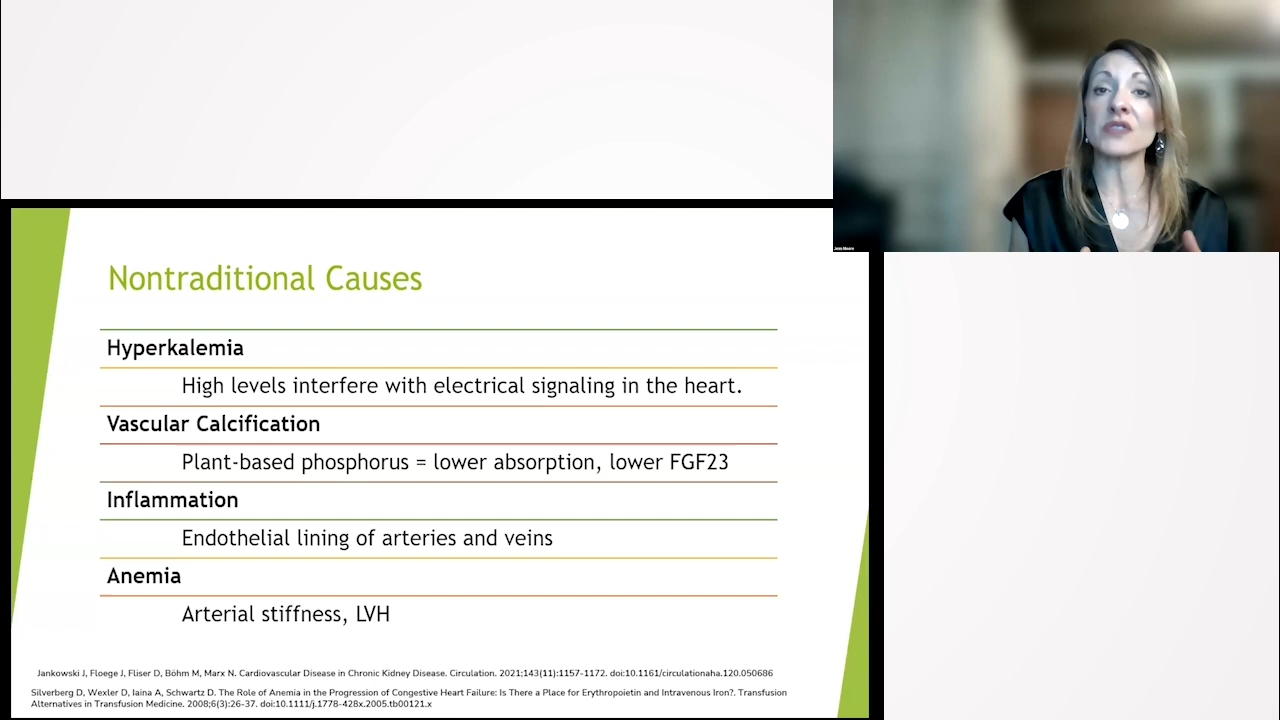 Jenn Moore
Nontraditional Causes
Hyperkalemia
High levels interfere with electrical signaling in the heart.
Vascular Calcification
Plant-based phosphorus = lower absorption, lower FGF23
Inflammation
Endothelial lining of arteries and veins
Anemia
Arterial stiffness, LVH
Jankowski J, Floege J, Fliser D, Böhm M, Marx N. Cardiovascular Disease in Chronic Kidney Disease. Circulation. 2021;143(11):1157-1172. doi:10.1161/circulationaha.120.050686
Silverberg D, Wexler D, Iaina A, Schwartz D. The Role of Anemia in the Progression of Congestive Heart Failure: Is There a Place for Erythropoietin and Intravenous Iron?. Transfusion
Alternatives in Transfusion Medicine. 2008;6(3):26-37. doi:10.1111/j.1778-428x.2005.tb00121.x